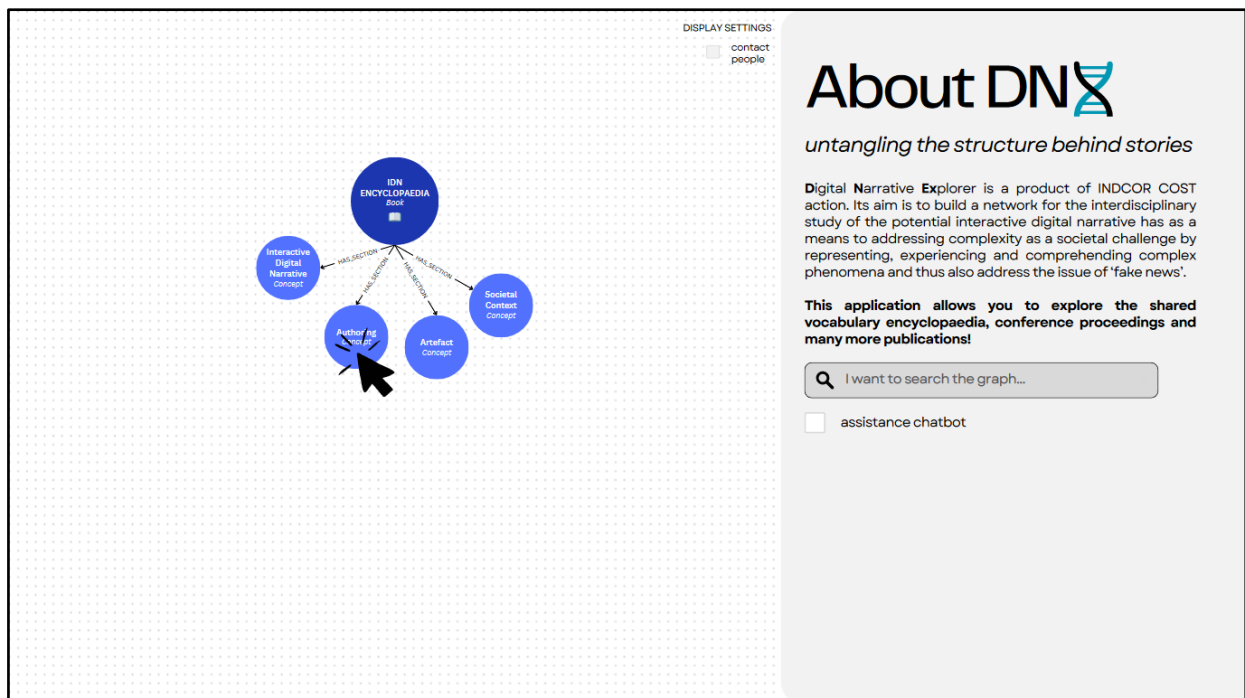 DISPLAY SETTINGS
contact
people
IDN
ENCYCLOPAEDIA
Book
HAS_SECTION
HAS_SECTION
HAS_SECTION
HAS_SECTION
Interactive
Digital
Narrative
Concept
Authoring
Concept
Artefact
Concept
Societal
Context
Concept
About DNX
untangling the structure behind stories
Digital Narrative Explorer is a product of INDCOR COST
action. Its aim is to build a network for the interdisciplinary
study of the potential interactive digital narrative has as a
means to addressing complexity as a societal challenge by
representing, experiencing and comprehending complex
phenomena and thus also address the issue of ‘fake news’.
This application allows you to explore the shared
vocabulary encyclopaedia, conference proceedings and
many more publications!
I want to search the graph...
assistance chatbot